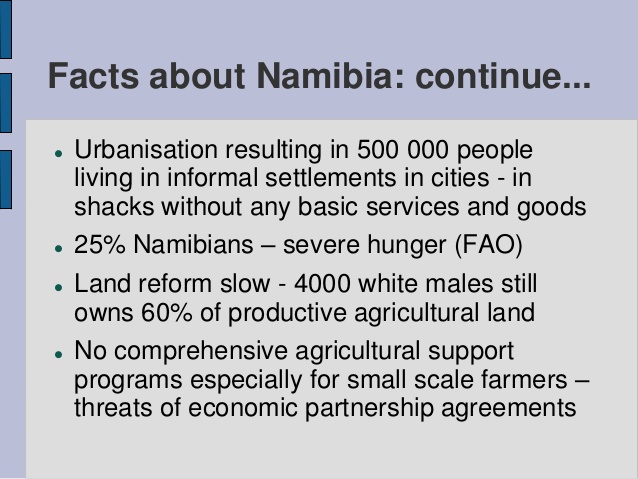 Facts about Namibia: continue...
● Urbanisation resulting in 500 000 people
living in informal settlements in cities - in
shacks without any basic services and goods
● 25% Namibians – severe hunger (FAO)
● Land reform slow - 4000 white males still
owns 60% of productive agricultural land
● No comprehensive agricultural support
programs especially for small scale farmers –
threats of economic partnership agreements